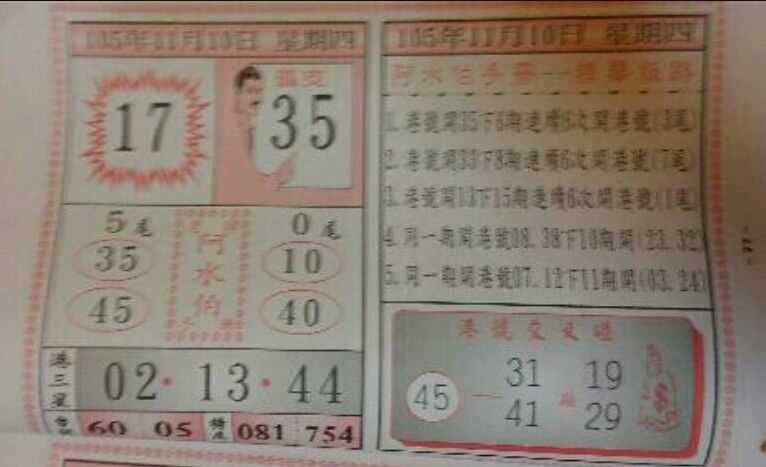 105年11月10日 星期四
17
孤支
35
5尾
0尾
35
10
45
40
阿水伯
手冊
港三星
02·13·44
60 05
081 754
105年11月10日 星期四
阿水伯手冊---
1. 港號開35下6期連續6次開港號(3尾)
2. 港號開33下8期連續6次開港號(7尾)
3. 港號開13下15期連續6次開港號(1尾)
4. 同一期開港號08.38下10期開(23.32)
5. 同一期開港號07.12下11期開(03.24)
港號交叉碰
45 — 31 碰 19
41 29
$